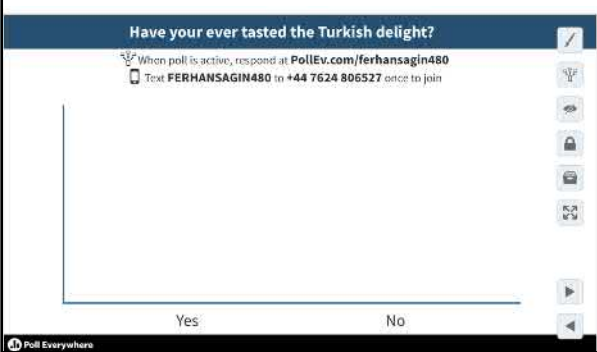 Have your ever tasted the Turkish delight?
When poll is active, respond at PollEv.com/ferhansagin480
Text FERHANSAGIN480 to +44 7624 806527 once to join
Yes No
Poll Everywhere